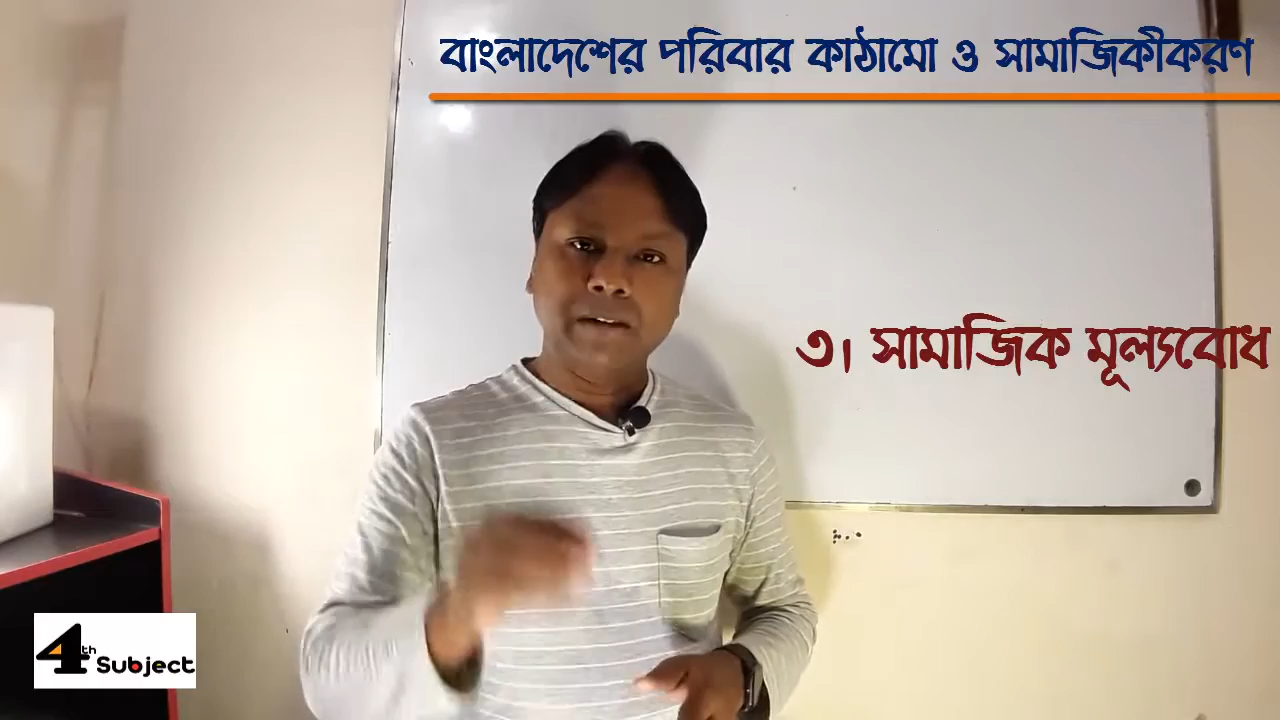 বাংলাদেশের পরিবার কাঠামো ও সামাজিকীকরণ
৩। সামাজিক মূল্যবোধ
4th Subject